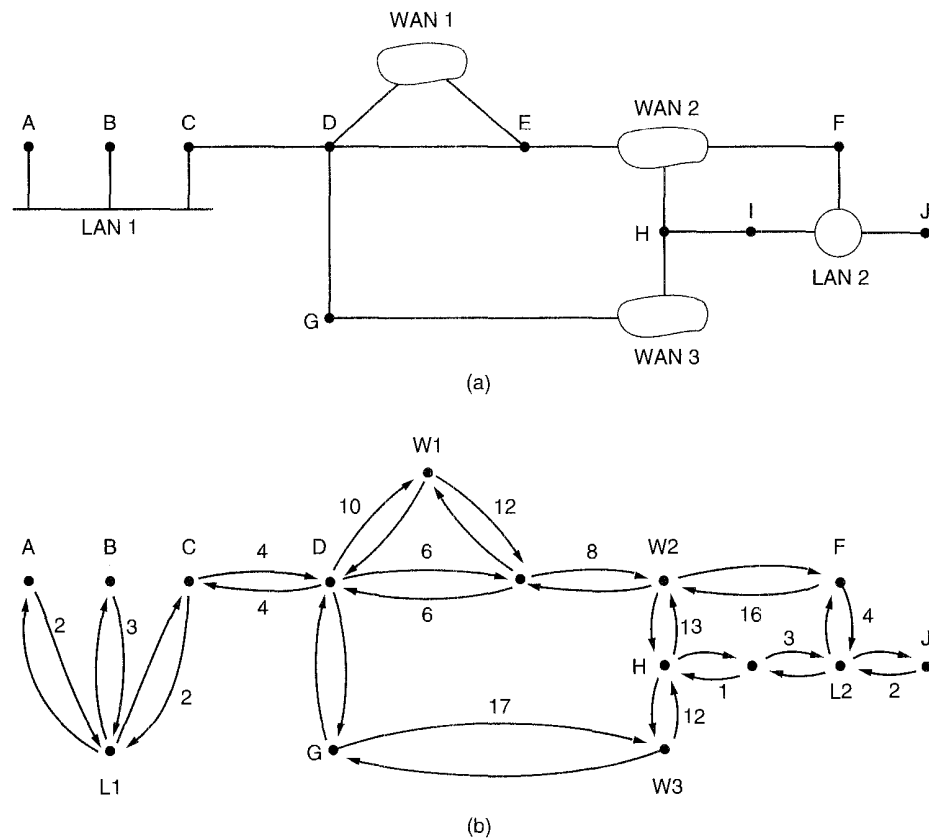 WAN 1
A B C D E WAN 2 F
LAN 1
H I J
LAN 2
G
WAN 3
(a)
W1
10 12
A B C 4 D 6 8 W2 F
2 3 4 6 13 16 4
H 3 J
2 1 L2 2
17 12
G
L1 W3
(b)